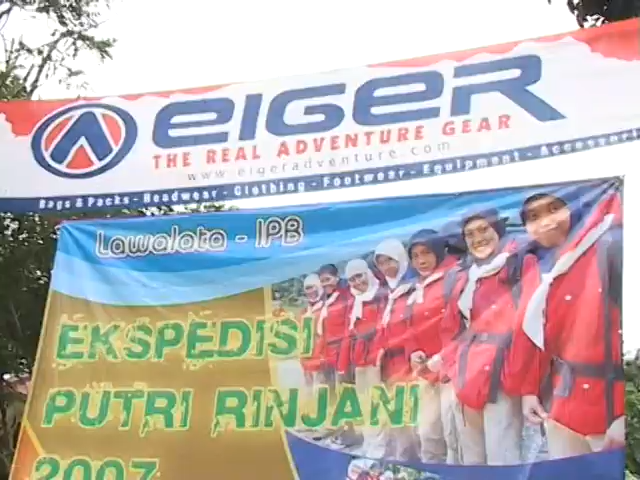 EIGER
THE REAL ADVENTURE GEAR
www.eigeradventure.com
Bags & Packs - Headwear - Clothing - Footwear - Equipment - Accessori
Lawalata - IPB
EKSPEDISI
PUTRI RINJANI
2007